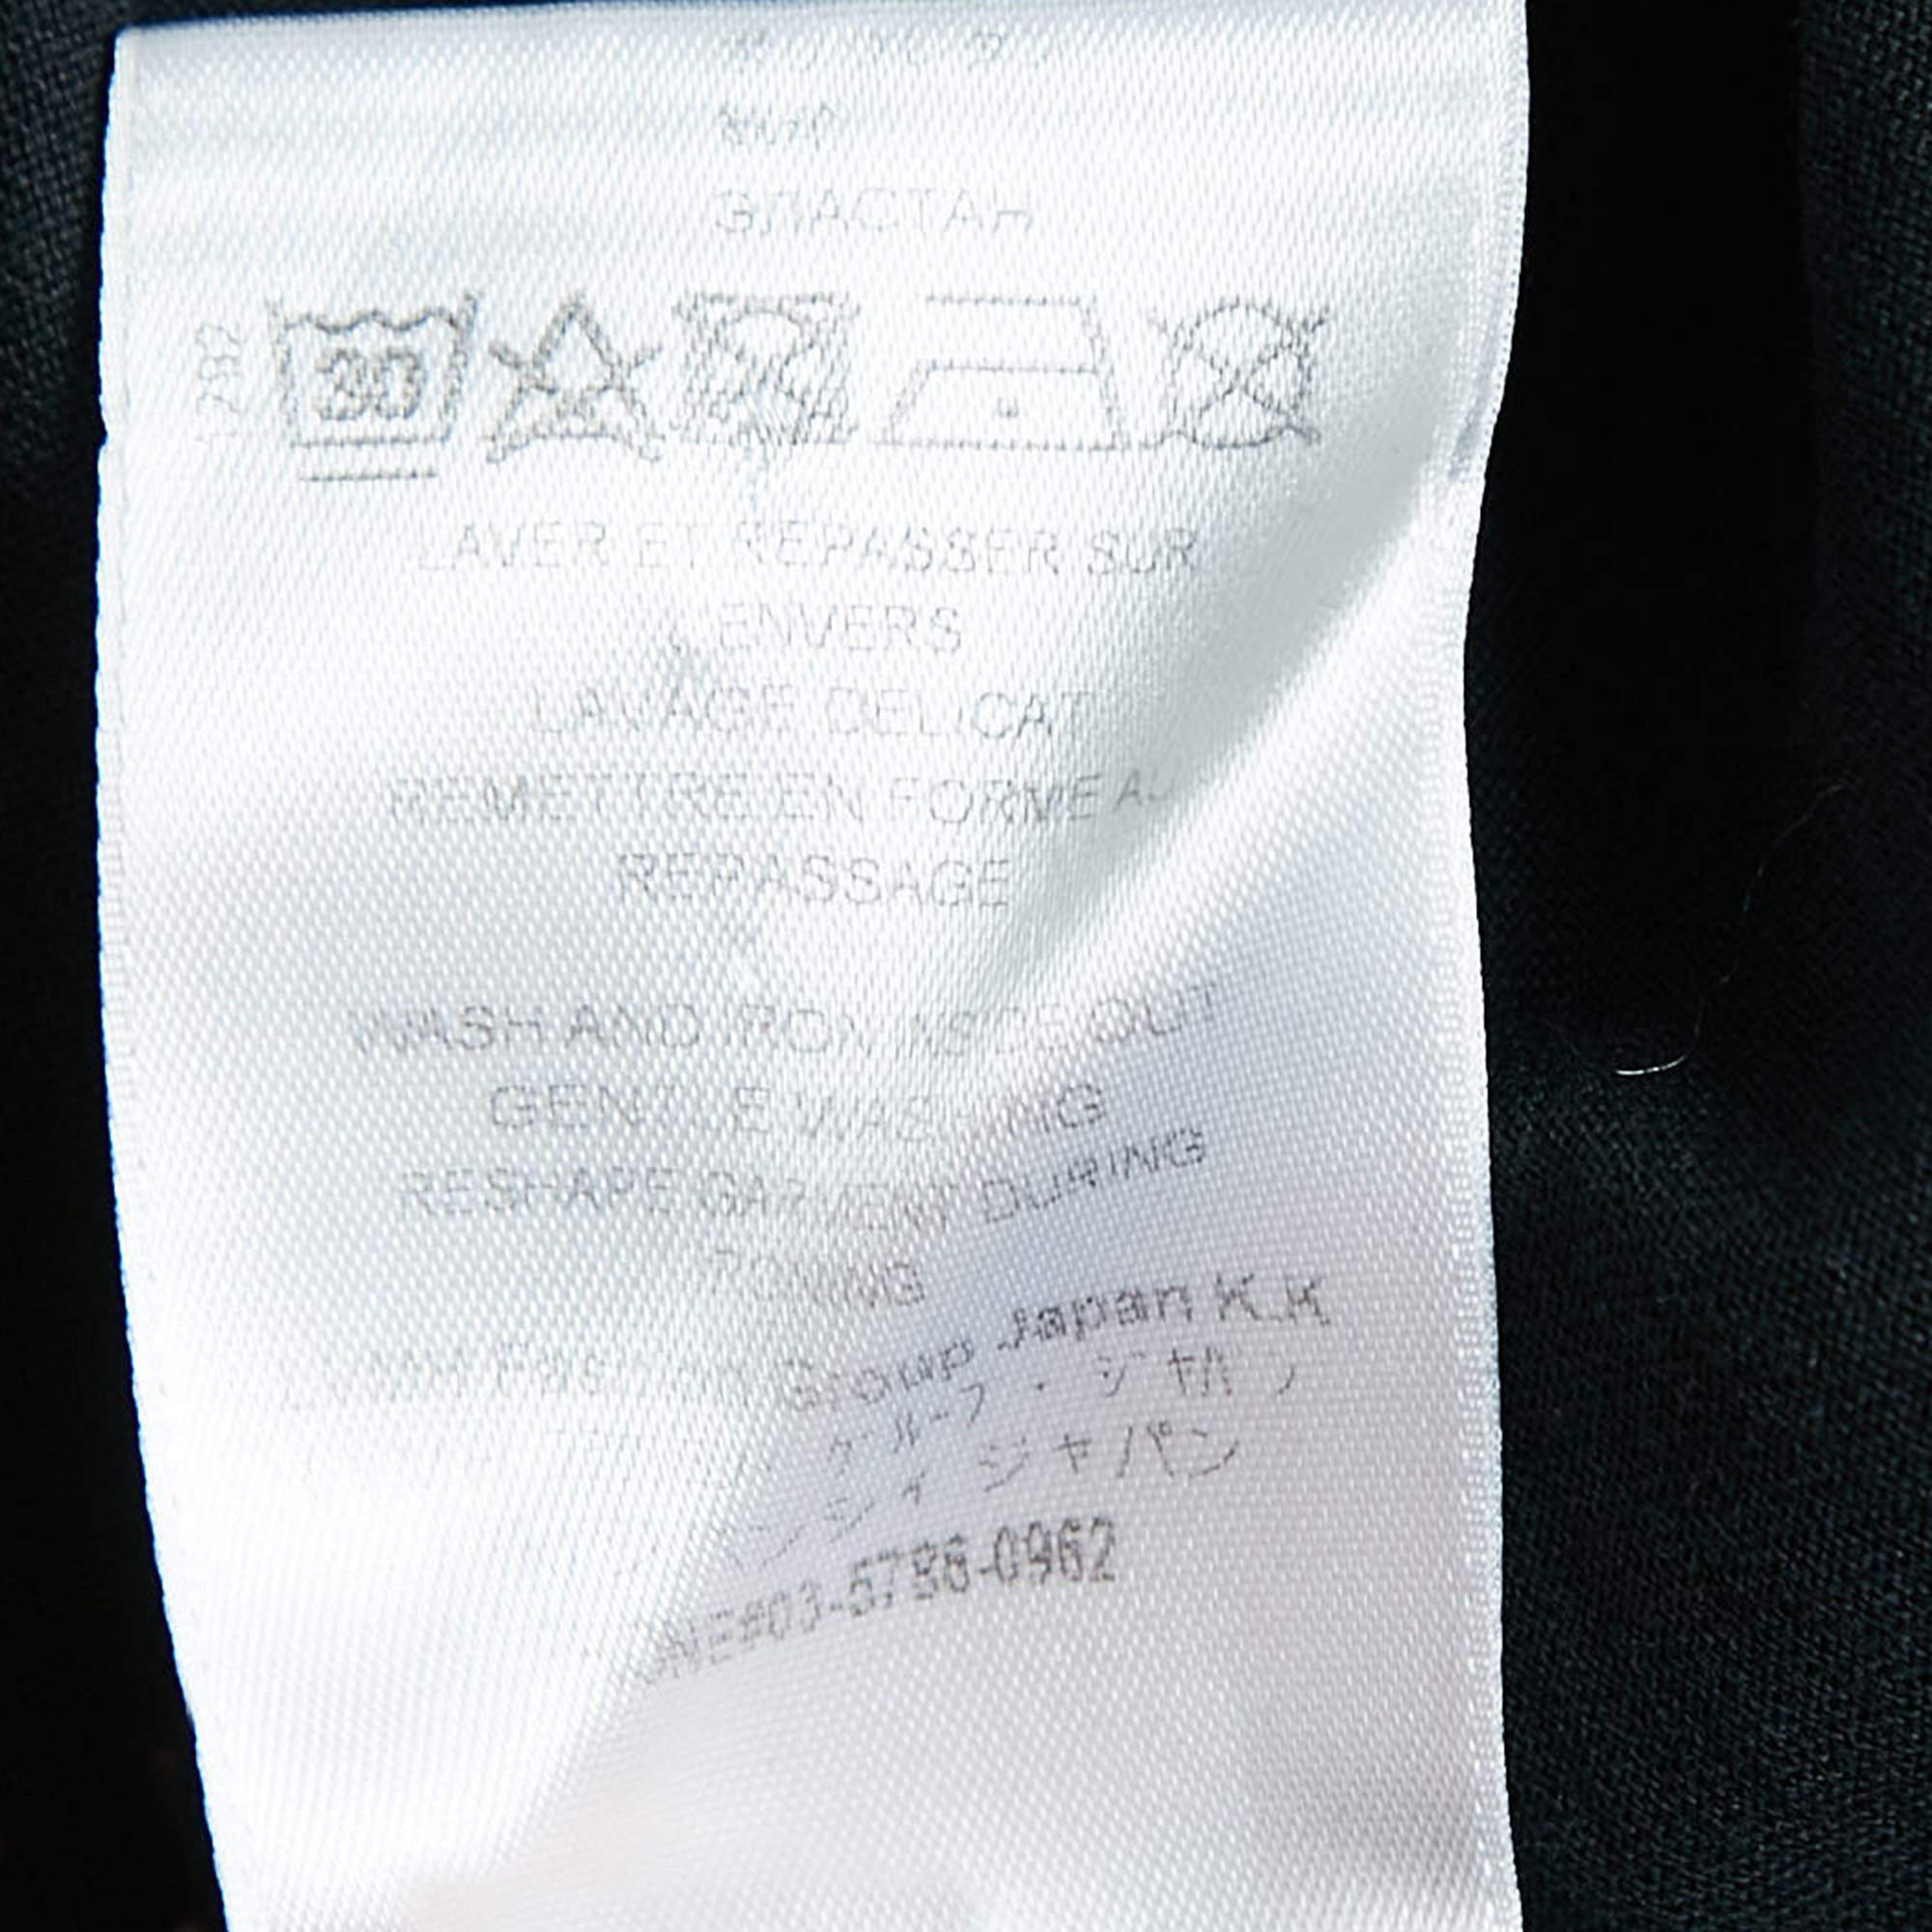 ЭЛАСТАН
30
LAVER ET REPASSER SUR
L'ENVERS
LAVAGE DELICAT
REMETTRE EN FORME AU
REPASSAGE
WASH AND IRON INSIDE OUT
GENTLE WASHING
RESHAPE GARMENT DURING
IRONING
Group Japan K.K
グループ・ジャパン
ジャパン
03-5786-0962